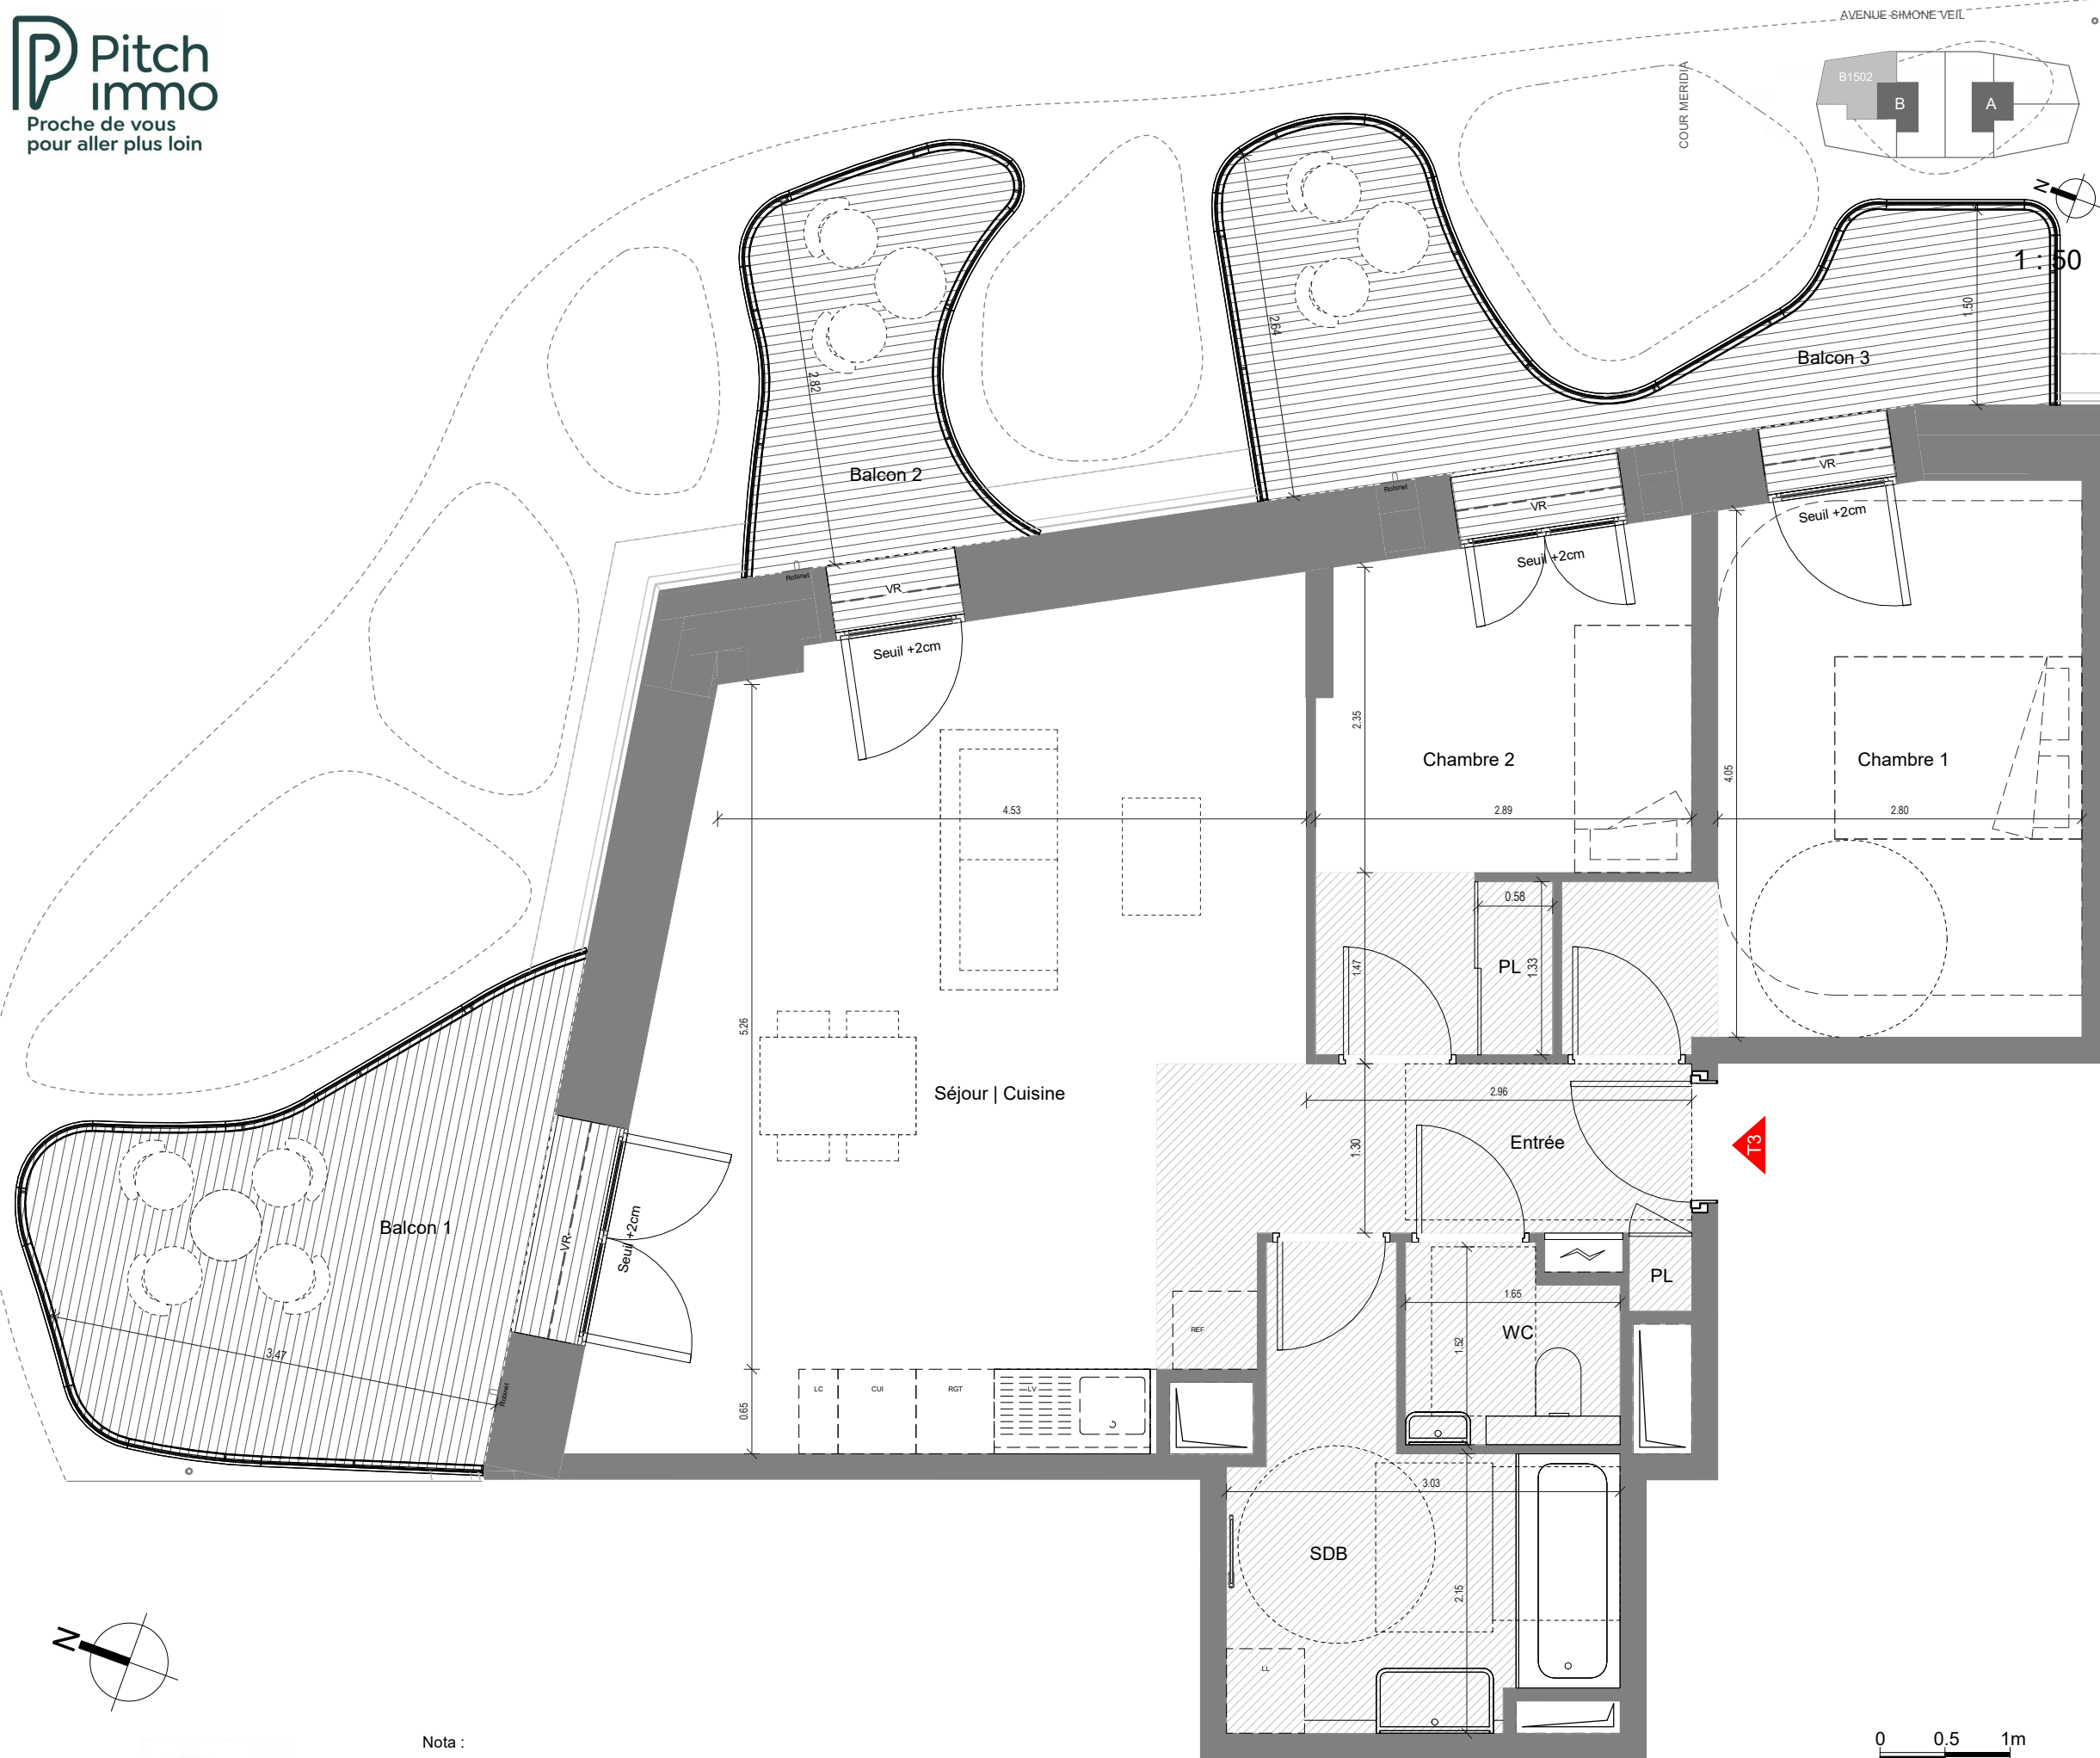 Pitch
immo
Proche de vous
pour aller plus loin
AVENUE SIMONE VEIL
COUR MERIDIA
B1502
B
A
N
1 : 50
2.82
Balcon 2
2.64
Balcon 3
1.50
Robinet
VR
Seuil +2cm
Robinet
VR
Seuil +2cm
VR
Seuil +2cm
2.35
Chambre 2
4.05
Chambre 1
4.53
2.89
2.80
0.58
PL
1.33
1.47
5.26
Séjour | Cuisine
2.96
Entrée
1.30
T3
Balcon 1
VR
Seuil +2cm
3.47
Robinet
PL
1.65
WC
1.52
REF
LC
CUI
RGT
LV
0.65
3.03
SDB
2.15
LL
N
Nota :
0
0.5
1m